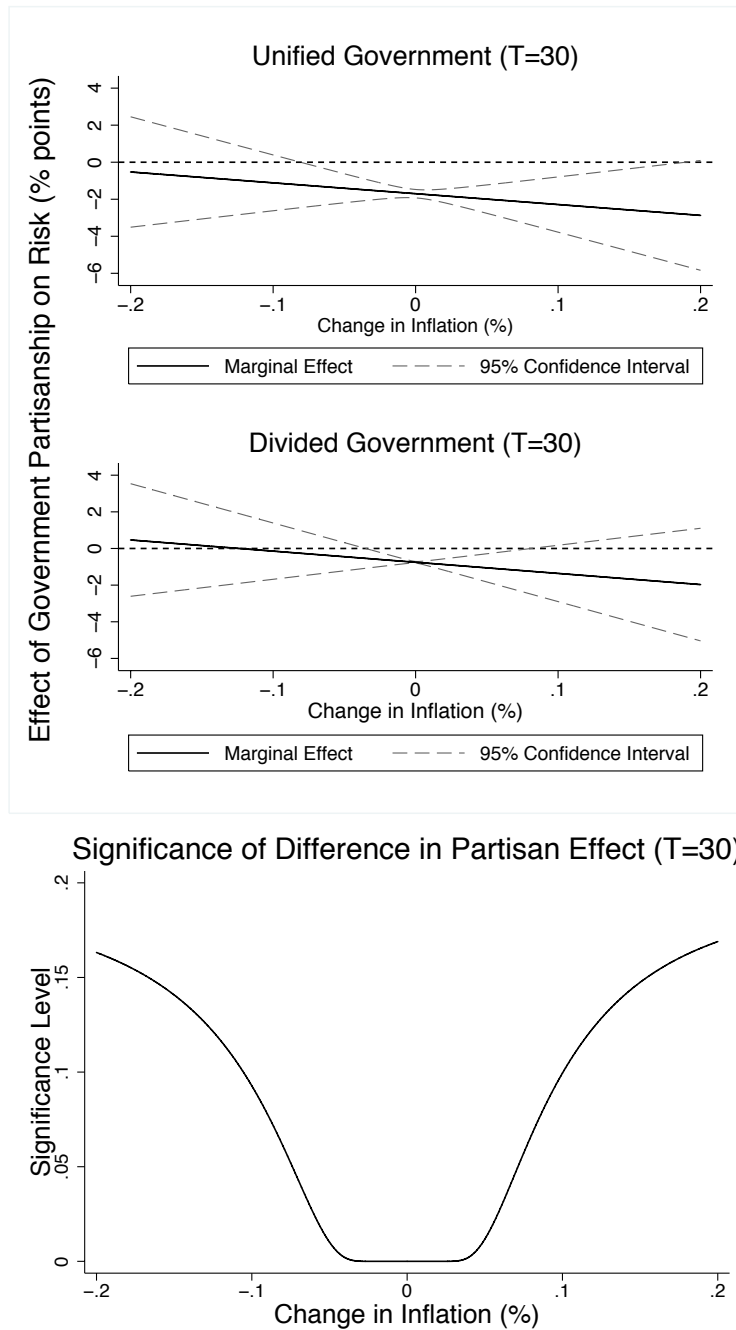 Effect of Government Partisanship on Risk (% points)
Unified Government (T=30)
4
2
0
−2
−4
−6
−.2 −.1 0 .1 .2
Change in Inflation (%)
Marginal Effect 95% Confidence Interval
Divided Government (T=30)
4
2
0
−2
−4
−6
−.2 −.1 0 .1 .2
Change in Inflation (%)
Marginal Effect 95% Confidence Interval
Significance of Difference in Partisan Effect (T=30)
Significance Level
.2
.15
.1
.05
0
−.2 −.1 0 .1 .2
Change in Inflation (%)